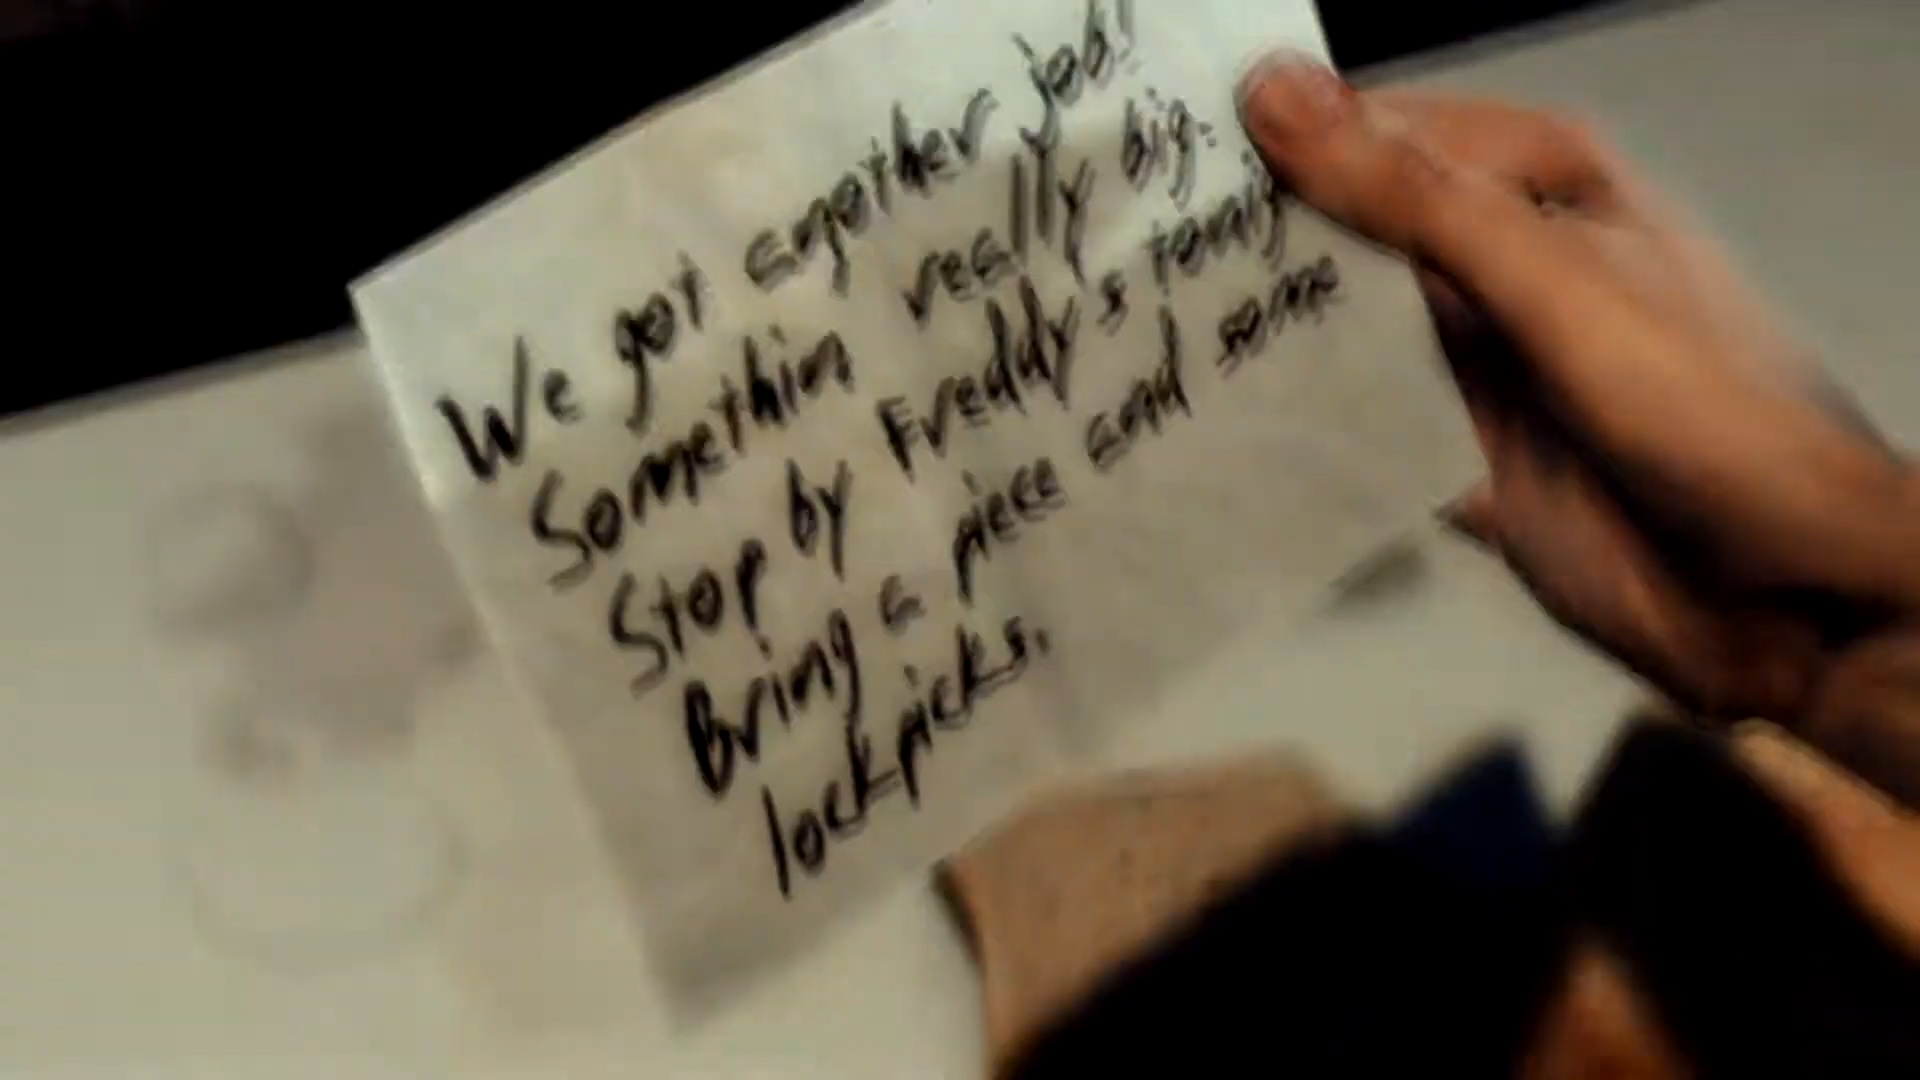 We got another job!
Somethin really big.
Stop by Freddy's
Bring a piece and some
lockpicks.